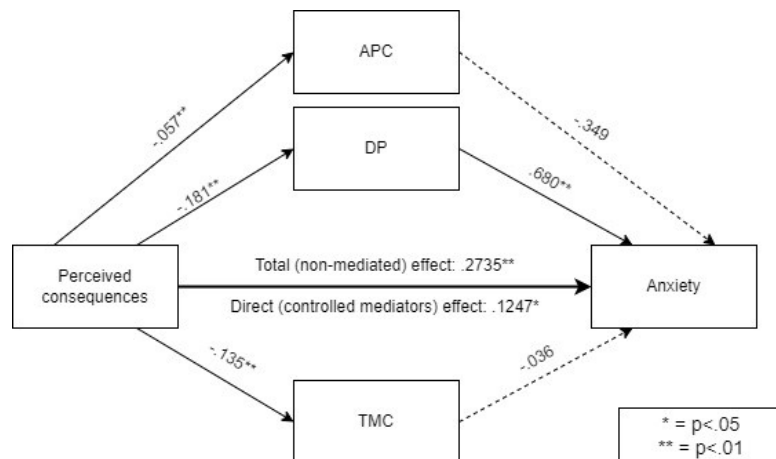 APC
-.057**
-.349
DP
-.181**
.680**
Perceived
consequences
Total (non-mediated) effect: .2735**
Direct (controlled mediators) effect: .1247*
Anxiety
-.135**
-.036
TMC
* = p<.05
** = p<.01